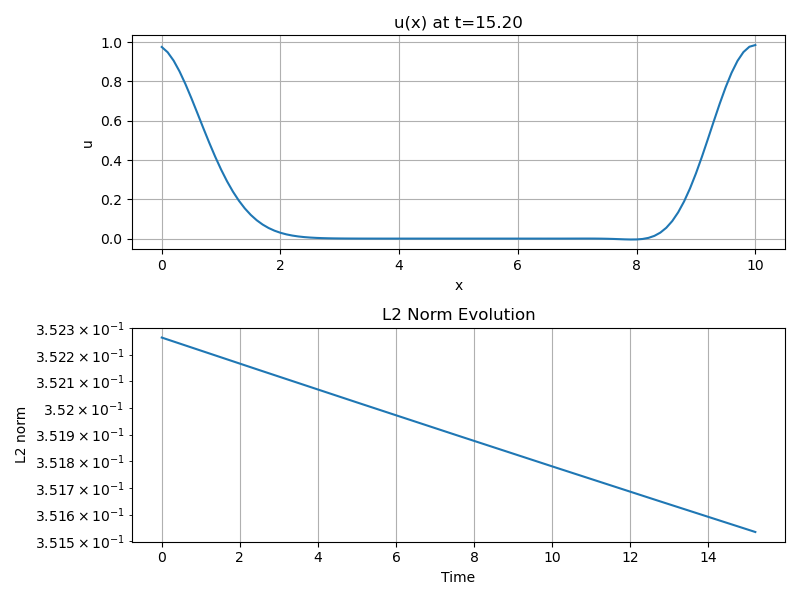 u(x) at t=15.20
1.0
0.8
0.6
0.4
0.2
0.0
u
0 2 4 6 8 10
x
L2 Norm Evolution
3.523 × 10⁻¹
3.522 × 10⁻¹
3.521 × 10⁻¹
3.52 × 10⁻¹
3.519 × 10⁻¹
3.518 × 10⁻¹
3.517 × 10⁻¹
3.516 × 10⁻¹
3.515 × 10⁻¹
L2 norm
0 2 4 6 8 10 12 14
Time